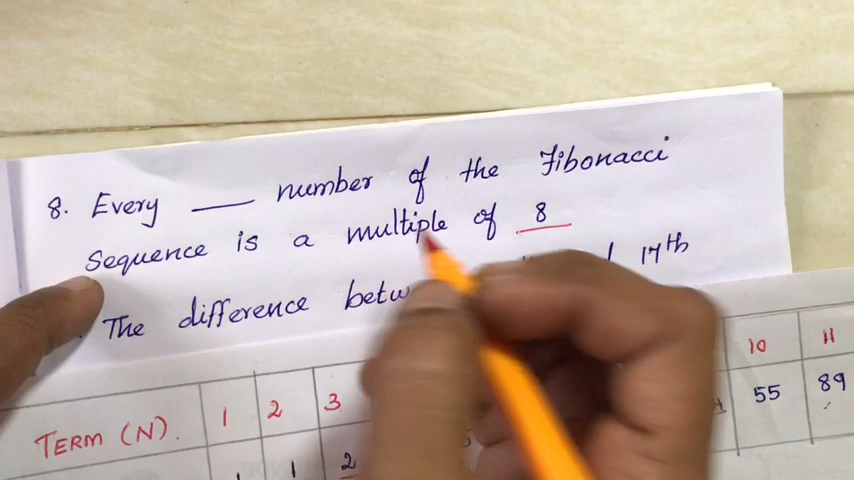 8. Every ___ number of the Fibonacci
Sequence is a multiple of 8
The difference 17th
TERM (N). 1 2 3 10 11
1 2 55 89